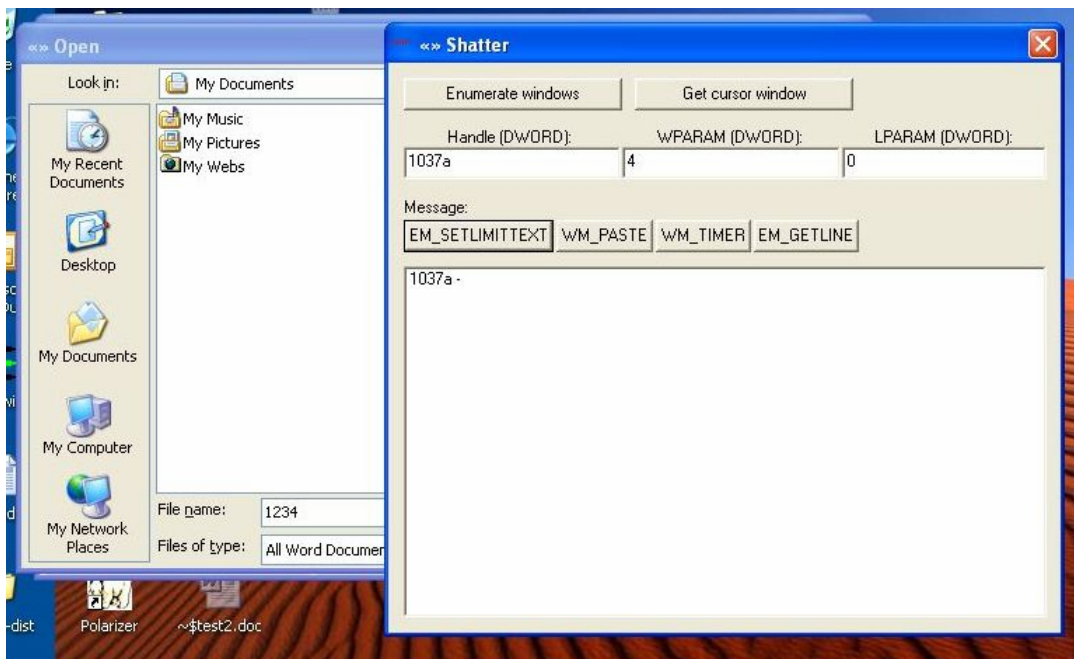 «» Open
Look in:
My Documents
My Music
My Pictures
My Webs
My Recent
Documents
Desktop
My Documents
My Computer
My Network
Places
File name:
1234
Files of type:
All Word Documen
«» Shatter
Enumerate windows
Get cursor window
Handle (DWORD):
WPARAM (DWORD):
LPARAM (DWORD):
1037a
4
0
Message:
EM_SETLIMITTEXT
WM_PASTE
WM_TIMER
EM_GETLINE
1037a -
-dist
Polarizer
~$test2.doc